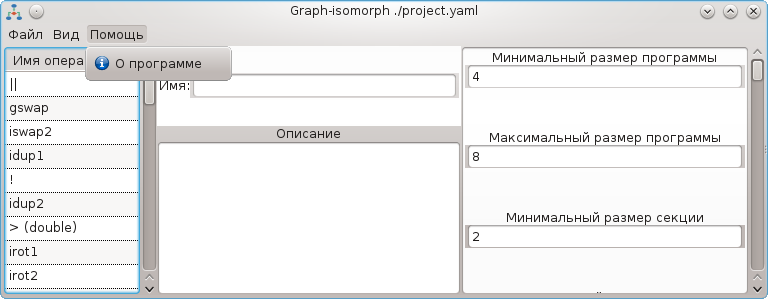 Graph-isomorph ./project.yaml
Файл Вид Помощь
О программе
Имя опера
||
gswap
iswap2
idup1
!
idup2
> (double)
irot1
irot2
Имя:
Описание
Минимальный размер программы
4
Максимальный размер программы
8
Минимальный размер секции
2